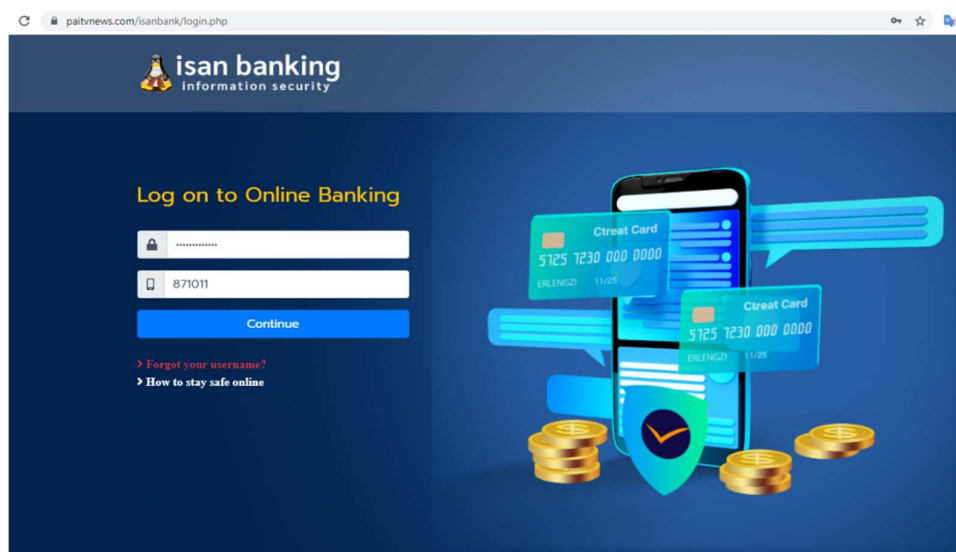 paitvnews.com/isanbank/login.php
isan banking
information security
Log on to Online Banking
.............
871011
Continue
> Forgot your username?
> How to stay safe online
Ctreat Card
5725 7230 000 0000
ERLENGZI 11/25
Ctreat Card
5725 7230 000 0000
ERLENGZI 11/25